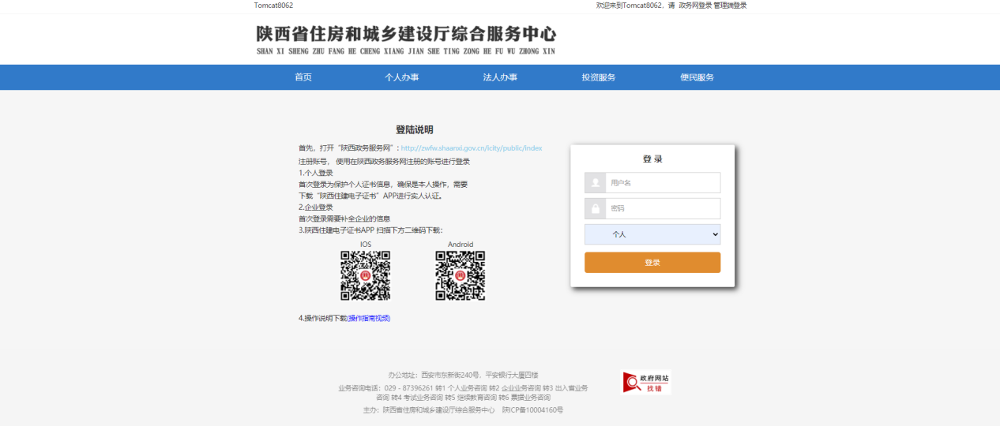 Tomcat8062
欢迎来到Tomcat8062，请 政务网登录 管理端登录
陕西省住房和城乡建设厅综合服务中心
SHAN XI SHENG ZHU FANG HE CHENG XIANG JIAN SHE TING ZONG HE FU WU ZHONG XIN
首页 个人办事 法人办事 投资服务 便民服务
登陆说明
首先，打开“陕西政务服务网”: http://zwfw.shaanxi.gov.cn/icity/public/index
注册账号， 使用在陕西政务服务网注册的账号进行登录
1.个人登录
首次登录为保护个人证书信息，确保是本人操作，需要
下载“陕西住建电子证书”APP进行实人认证。
2.企业登录
首次登录需要补全企业的信息
3.陕西住建电子证书APP 扫描下方二维码下载：
IOS Android
4.操作说明下载(操作指南视频)
登 录
用户名
密码
个人
登录
办公地址：西安市东新街240号，平安银行大厦四楼
业务咨询电话：029 - 87396261 转1 个人业务咨询 转2 企业业务咨询 转3 出入省业务
咨询 转4 考试业务咨询 转5 继续教育咨询 转6 票据业务咨询
主办：陕西省住房和城乡建设厅综合服务中心 陕ICP备10004160号
政府网站
找错